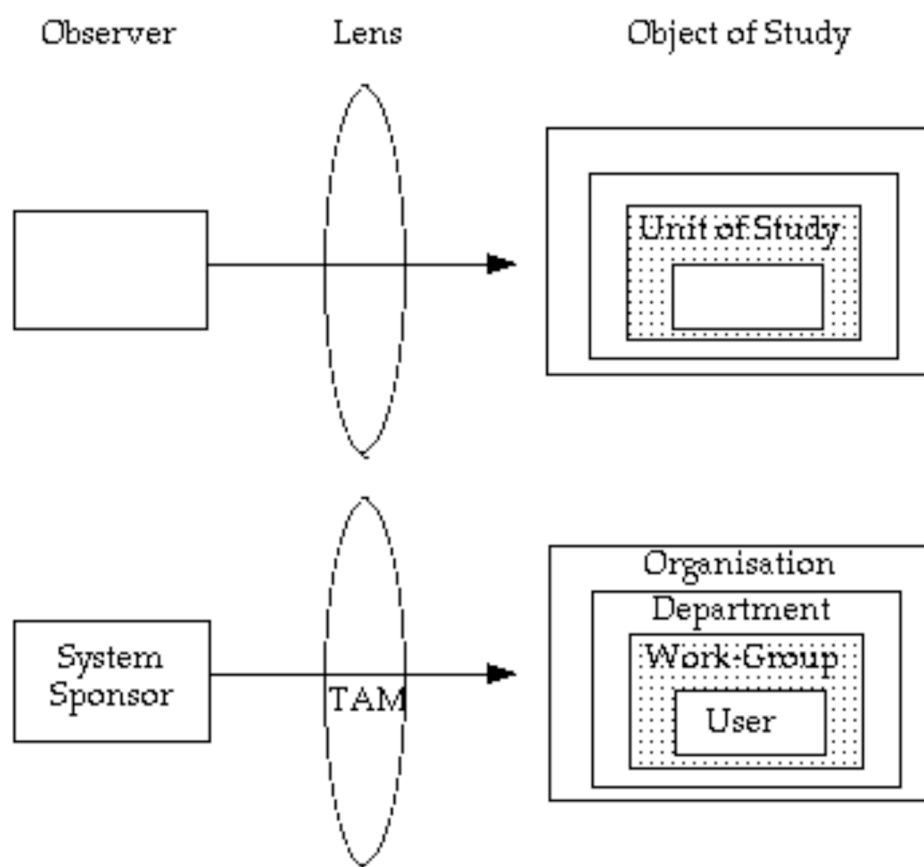 Observer Lens Object of Study
Unit of Study
Organisation
Department
Work-Group
System
Sponsor
TAM
User